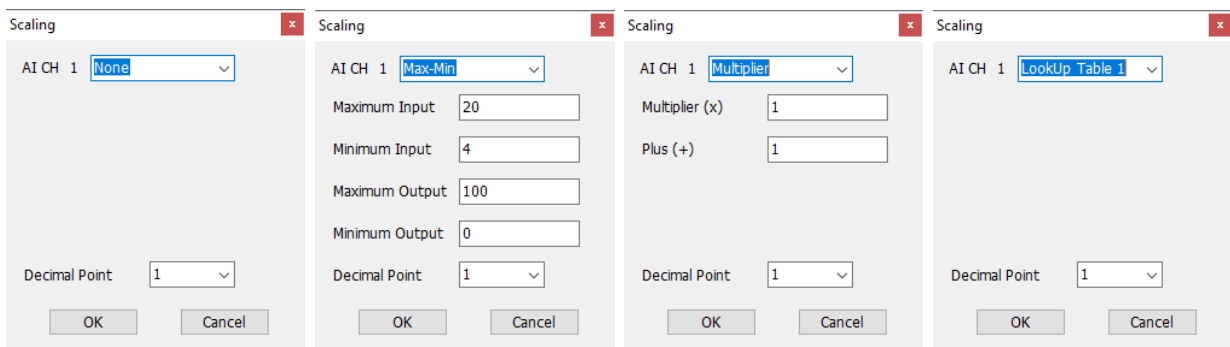 Scaling x
AI CH 1 None
Decimal Point 1
OK Cancel
Scaling x
AI CH 1 Max-Min
Maximum Input 20
Minimum Input 4
Maximum Output 100
Minimum Output 0
Decimal Point 1
OK Cancel
Scaling x
AI CH 1 Multiplier
Multiplier (x) 1
Plus (+) 1
Decimal Point 1
OK Cancel
Scaling x
AI CH 1 LookUp Table 1
Decimal Point 1
OK Cancel